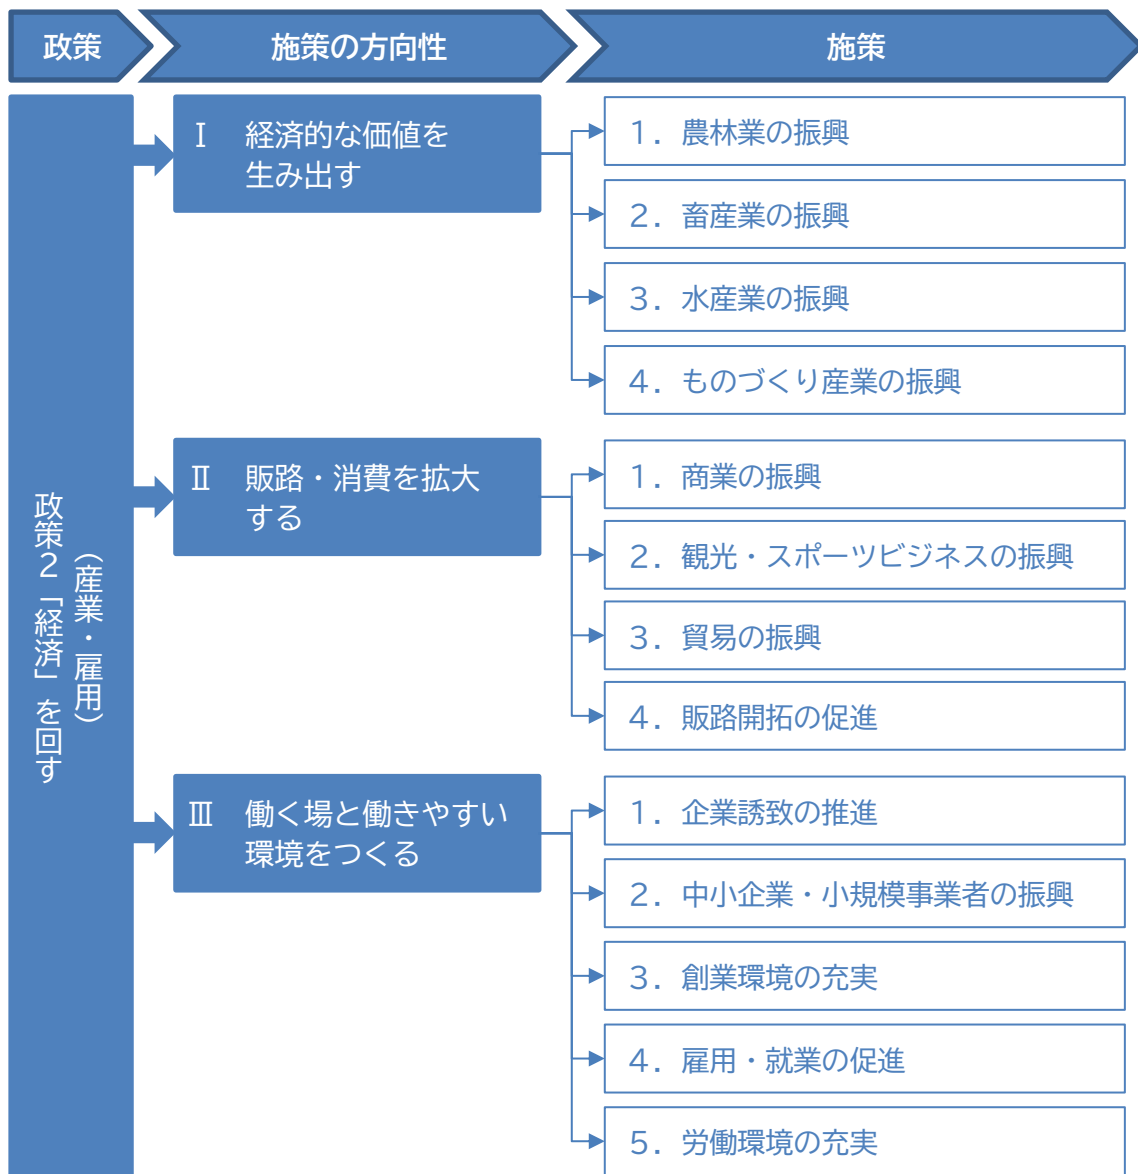 政策
施策の方向性
施策
政策2「経済」を回す
（産業・雇用）
Ⅰ 経済的な価値を
生み出す
1．農林業の振興
2．畜産業の振興
3．水産業の振興
4．ものづくり産業の振興
Ⅱ 販路・消費を拡大
する
1．商業の振興
2．観光・スポーツビジネスの振興
3．貿易の振興
4．販路開拓の促進
Ⅲ 働く場と働きやすい
環境をつくる
1．企業誘致の推進
2．中小企業・小規模事業者の振興
3．創業環境の充実
4．雇用・就業の促進
5．労働環境の充実